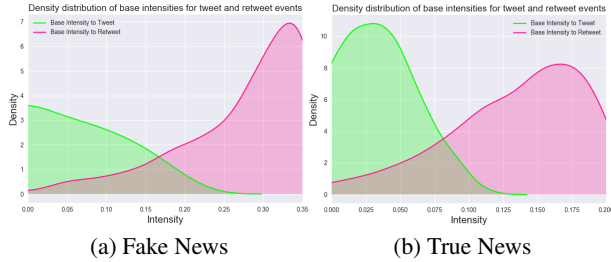 Density distribution of base intensities for tweet and retweet events
Base Intensity to Tweet
Base Intensity to Retweet
Density
7
6
5
4
3
2
1
0
0.00 0.05 0.10 0.15 0.20 0.25 0.30 0.35
Intensity
(a) Fake News
Density distribution of base intensities for tweet and retweet events
Base Intensity to Tweet
Base Intensity to Retweet
Density
10
8
6
4
2
0
0.000 0.025 0.050 0.075 0.100 0.125 0.150 0.175 0.200
Intensity
(b) True News